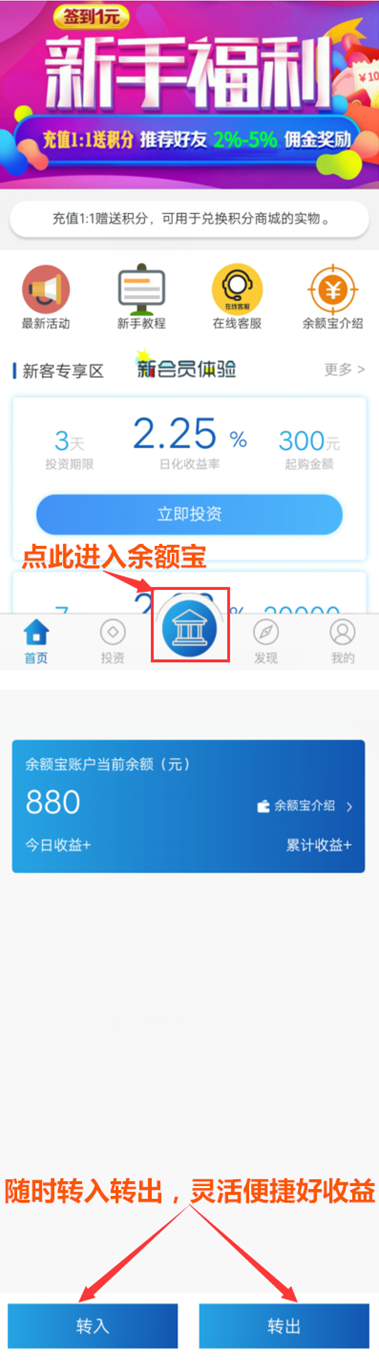 签到1元
新手福利
¥10
充值1:1送积分 推荐好友 2%-5% 佣金奖励
充值1:1赠送积分，可用于兑换积分商城的实物。
最新活动 新手教程 在线客服 在线客服 余额宝介绍
新客专享区 新会员体验 更多 >
3天 2.25 % 300元
投资期限 日化收益率 起购金额
立即投资
点此进入余额宝
首页 投资 发现 我的
余额宝账户当前余额（元）
880 余额宝介绍 >
今日收益+ 累计收益+
随时转入转出，灵活便捷好收益
转入 转出